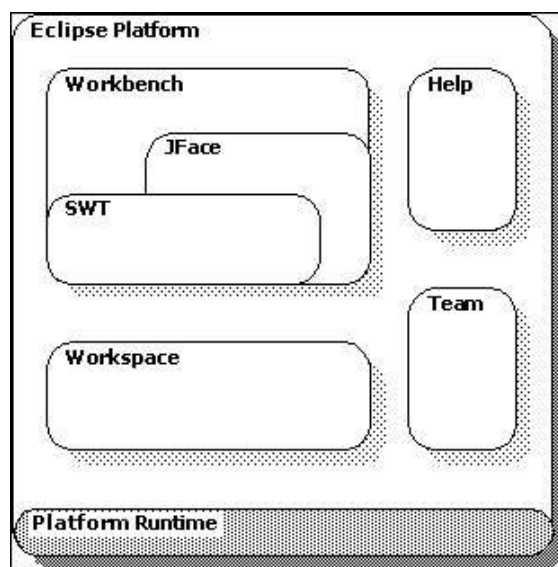 Eclipse Platform
Workbench
Help
JFace
SWT
Team
Workspace
Platform Runtime